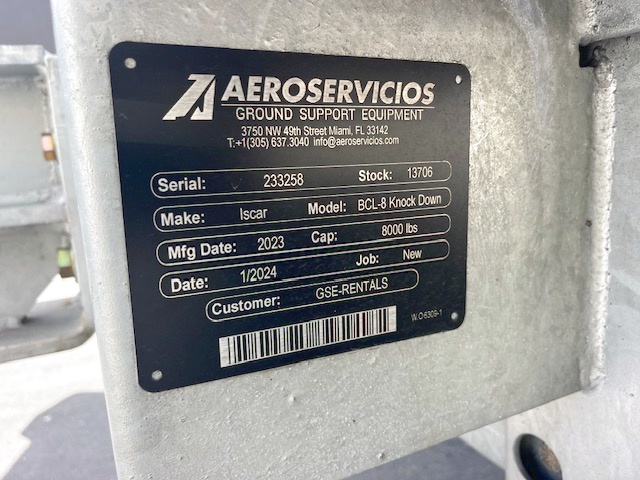 AEROSERVICIOS
GROUND SUPPORT EQUIPMENT
3750 NW 49th Street Miami, FL 33142
T:+1(305) 637.3040 info@aeroservicios.com
Serial: 233258 Stock: 13706
Make: Iscar Model: BCL-8 Knock Down
Mfg Date: 2023 Cap: 8000 lbs
Date: 1/2024 Job: New
Customer: GSE-RENTALS
W.O6309-1